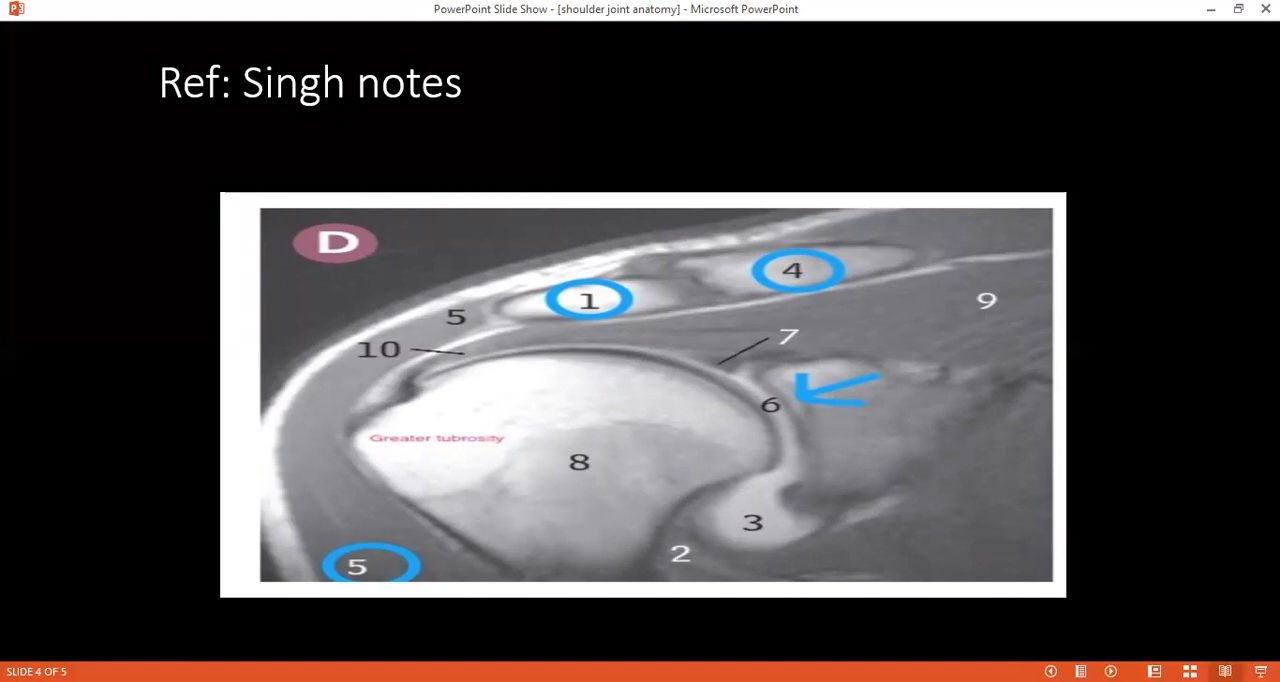 PowerPoint Slide Show - [shoulder joint anatomy] - Microsoft PowerPoint
Ref: Singh notes
D
4
1
9
5
7
10
6
Greater tubrosity
8
3
2
5
SLIDE 4 OF 5